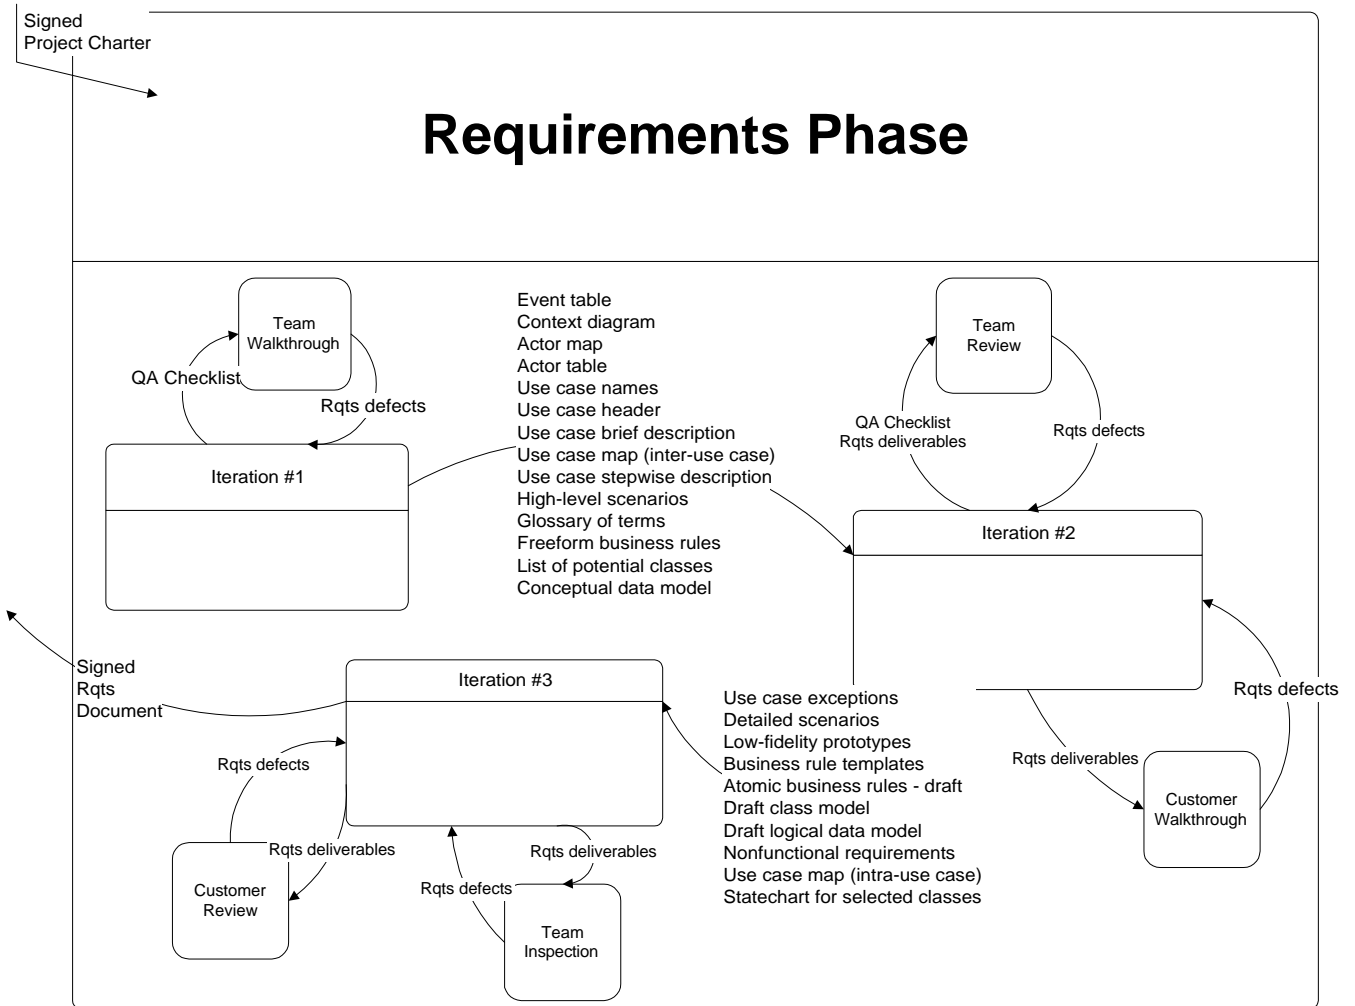 Signed
Project Charter
Requirements Phase
Team
Walkthrough
QA Checklist
Rqts defects
Iteration #1
Event table
Context diagram
Actor map
Actor table
Use case names
Use case header
Use case brief description
Use case map (inter-use case)
Use case stepwise description
High-level scenarios
Glossary of terms
Freeform business rules
List of potential classes
Conceptual data model
Team
Review
QA Checklist
Rqts deliverables
Rqts defects
Iteration #2
Rqts defects
Rqts deliverables
Customer
Walkthrough
Use case exceptions
Detailed scenarios
Low-fidelity prototypes
Business rule templates
Atomic business rules - draft
Draft class model
Draft logical data model
Nonfunctional requirements
Use case map (intra-use case)
Statechart for selected classes
Iteration #3
Signed
Rqts
Document
Rqts defects
Rqts deliverables
Customer
Review
Rqts deliverables
Rqts defects
Team
Inspection